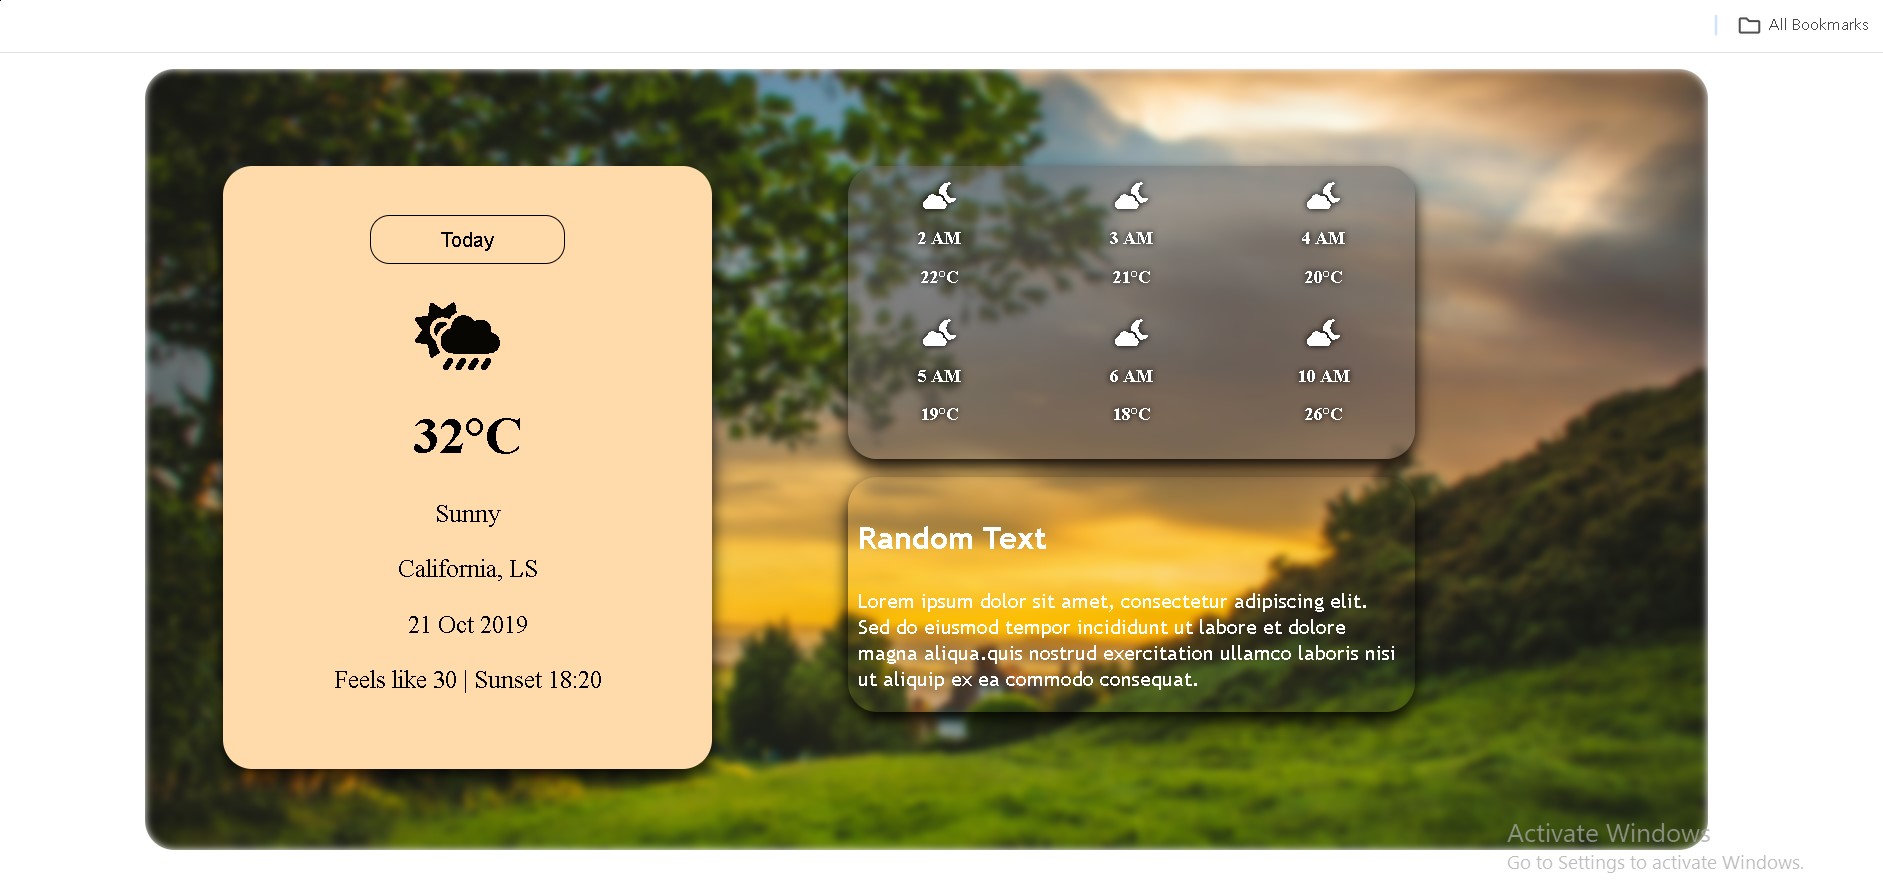 All Bookmarks
Today
32°C
Sunny
California, LS
21 Oct 2019
Feels like 30 | Sunset 18:20
2 AM 3 AM 4 AM
22°C 21°C 20°C
5 AM 6 AM 10 AM
19°C 18°C 26°C
Random Text
Lorem ipsum dolor sit amet, consectetur adipiscing elit.
Sed do eiusmod tempor incididunt ut labore et dolore
magna aliqua.quis nostrud exercitation ullamco laboris nisi
ut aliquip ex ea commodo consequat.
Activate Windows
Go to Settings to activate Windows.